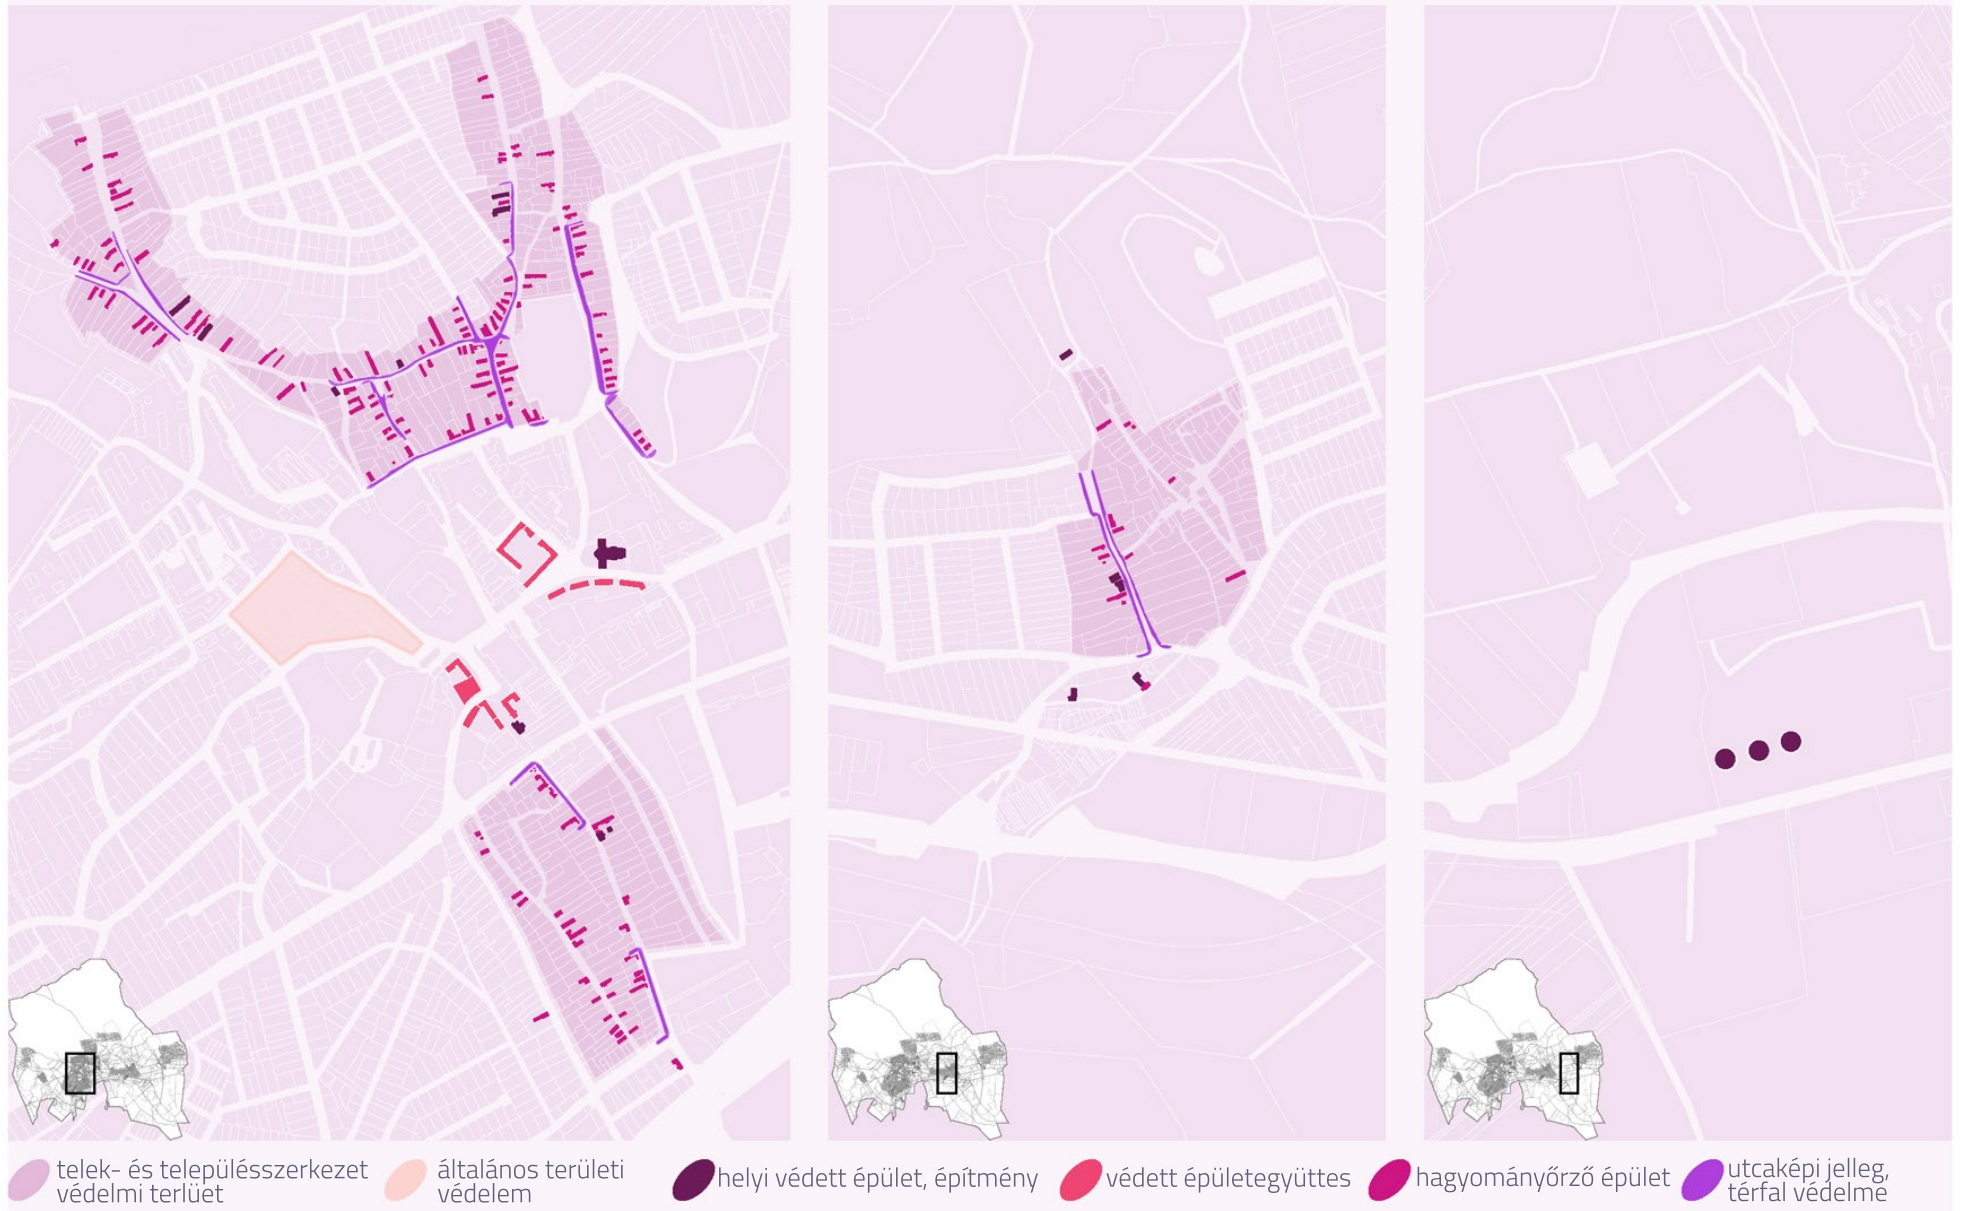 telek- és településszerkezet
védelmi terlüet
általános területi
védelem
helyi védett épület, építmény
védett épületegyüttes
hagyományőrző épület
utcaképi jelleg,
térfal védelme